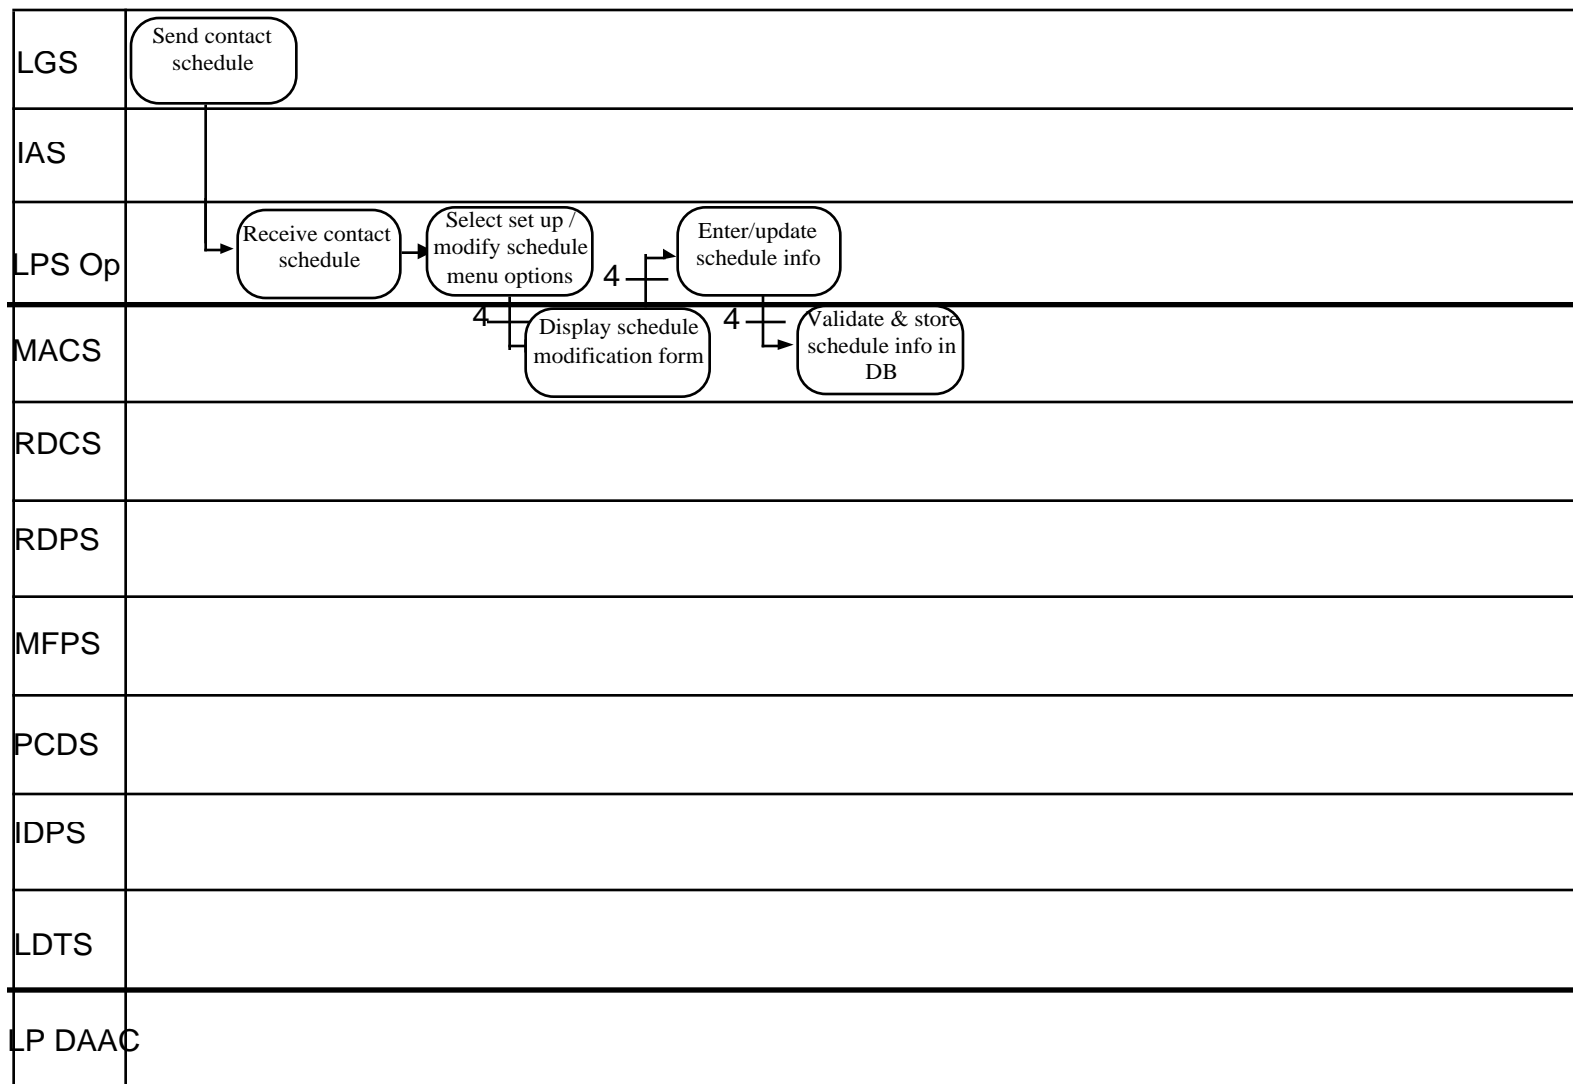 LGS
Send contact
schedule
IAS
LPS Op
Receive contact
schedule
Select set up /
modify schedule
menu options
4
Enter/update
schedule info
MACS
4
Display schedule
modification form
4
Validate & store
schedule info in
DB
RDCS
RDPS
MFPS
PCDS
IDPS
LDTS
LP DAAC